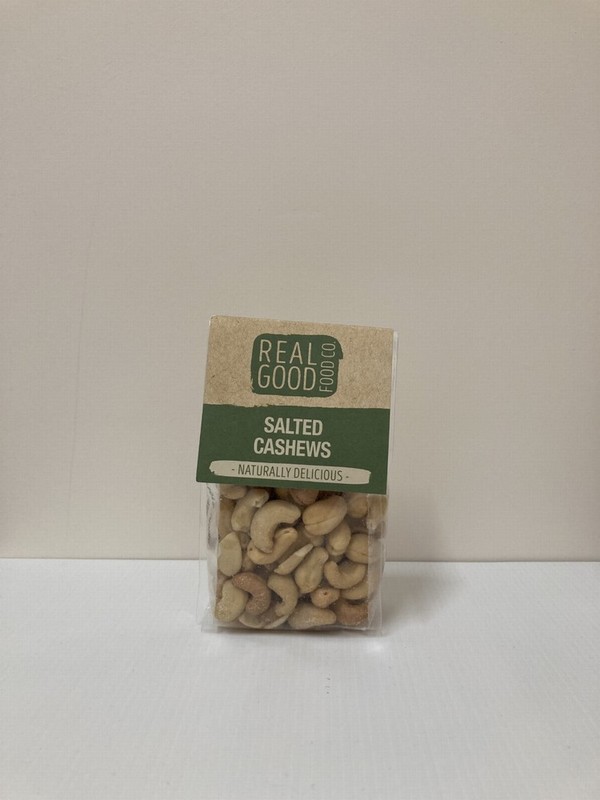 REAL
GOOD
FOOD CO
SALTED
CASHEWS
- NATURALLY DELICIOUS -